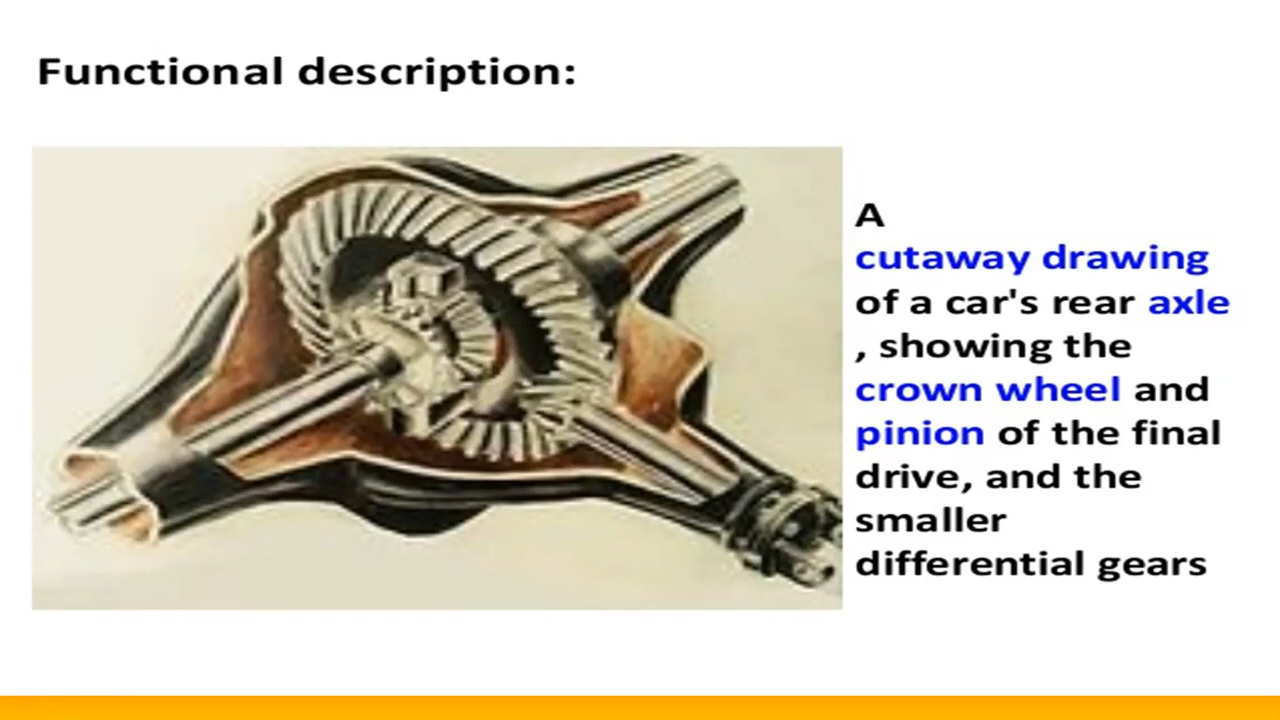 Functional description:
A
cutaway drawing
of a car's rear axle
, showing the
crown wheel and
pinion of the final
drive, and the
smaller
differential gears